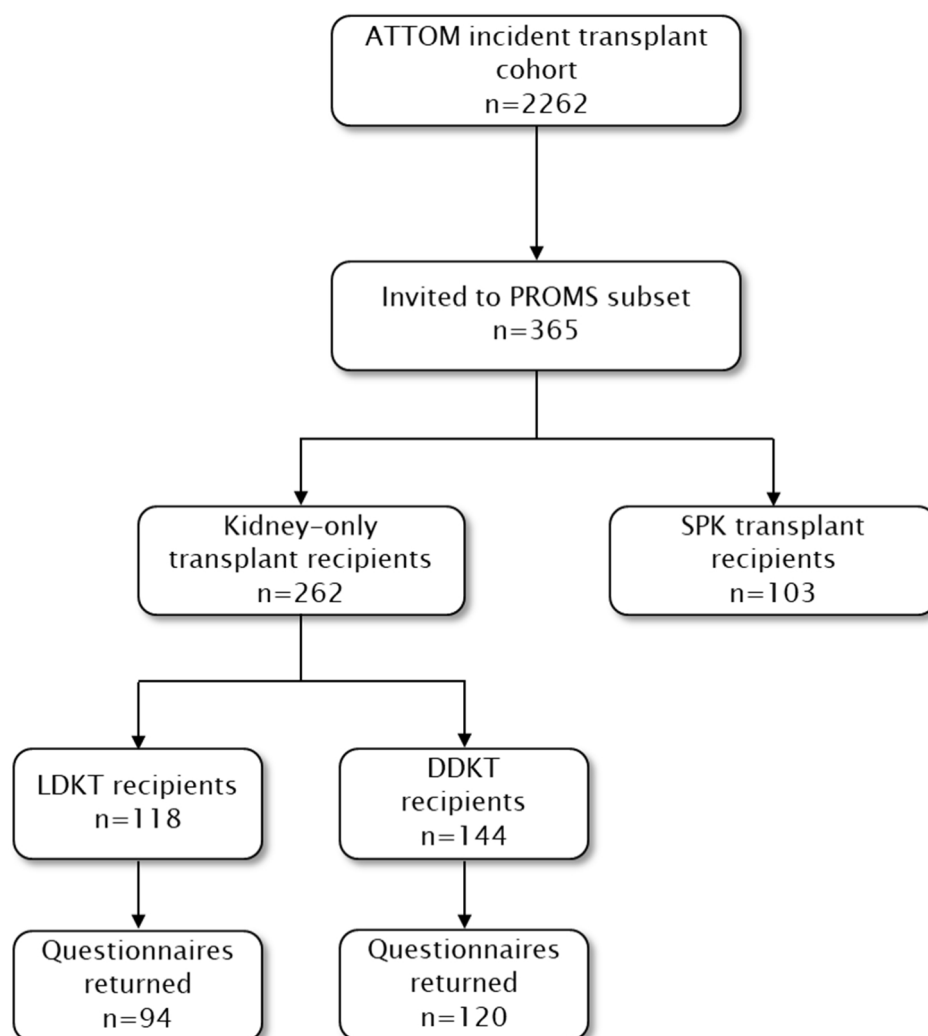 ATTOM incident transplant
cohort
n=2262
Invited to PROMS subset
n=365
Kidney-only
transplant recipients
n=262
SPK transplant
recipients
n=103
LDKT recipients
n=118
DDKT
recipients
n=144
Questionnaires
returned
n=94
Questionnaires
returned
n=120